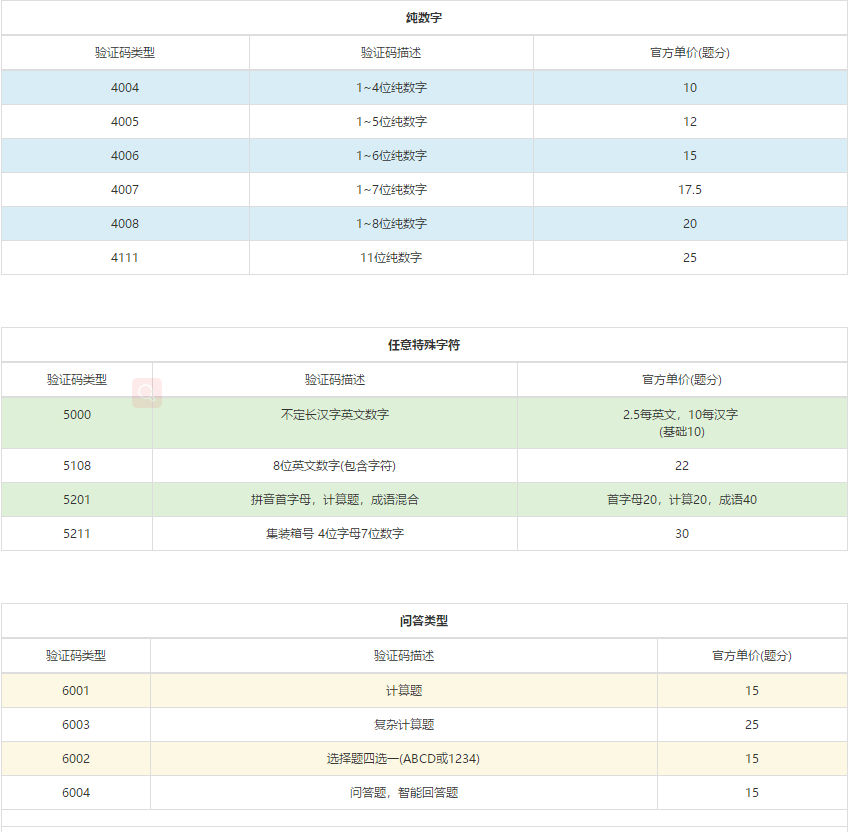 纯数字
验证码类型 验证码描述 官方单价(题分)
4004 1~4位纯数字 10
4005 1~5位纯数字 12
4006 1~6位纯数字 15
4007 1~7位纯数字 17.5
4008 1~8位纯数字 20
4111 11位纯数字 25
任意特殊字符
验证码类型 验证码描述 官方单价(题分)
5000 不定长汉字英文数字 2.5每英文，10每汉字
(基础10)
5108 8位英文数字(包含字符) 22
5201 拼音首字母，计算题，成语混合 首字母20，计算20，成语40
5211 集装箱号 4位字母7位数字 30
问答类型
验证码类型 验证码描述 官方单价(题分)
6001 计算题 15
6003 复杂计算题 25
6002 选择题四选一(ABCD或1234) 15
6004 问答题，智能回答题 15